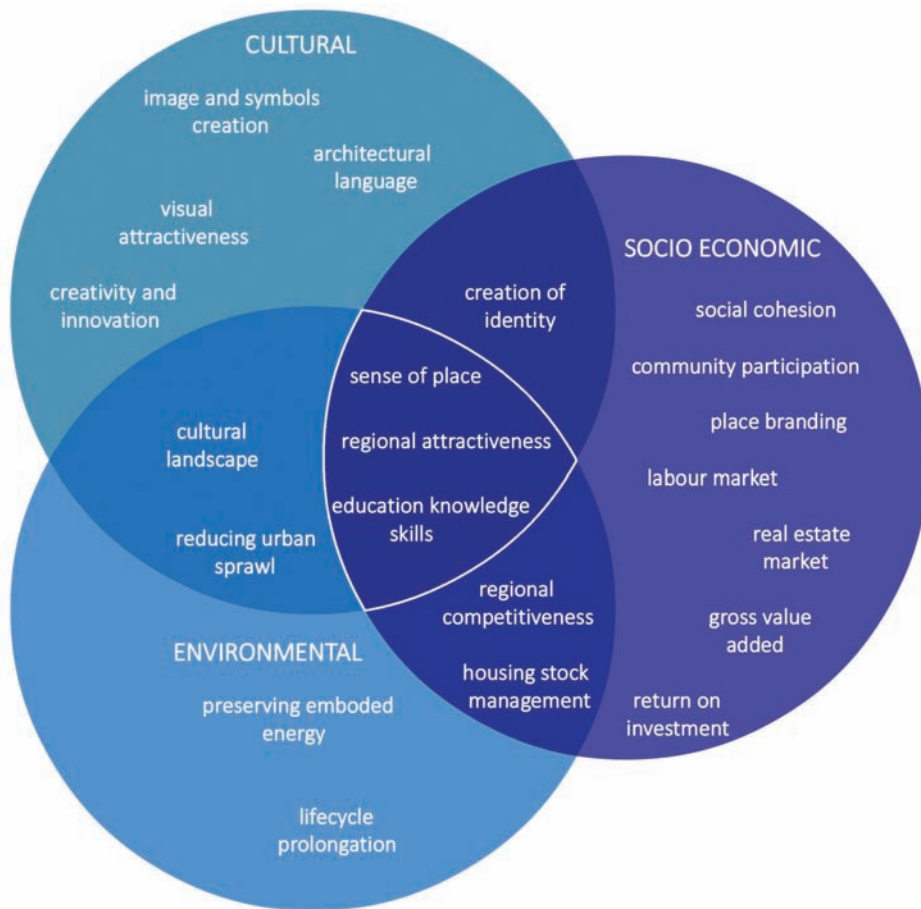 CULTURAL
image and symbols
creation
architectural
language
visual
attractiveness
creativity and
innovation
creation of
identity
SOCIO ECONOMIC
social cohesion
community participation
place branding
labour market
real estate
market
gross value
added
return on
investment
sense of place
regional attractiveness
education knowledge
skills
cultural
landscape
reducing urban
sprawl
regional
competitiveness
housing stock
management
ENVIRONMENTAL
preserving emboded
energy
lifecycle
prolongation